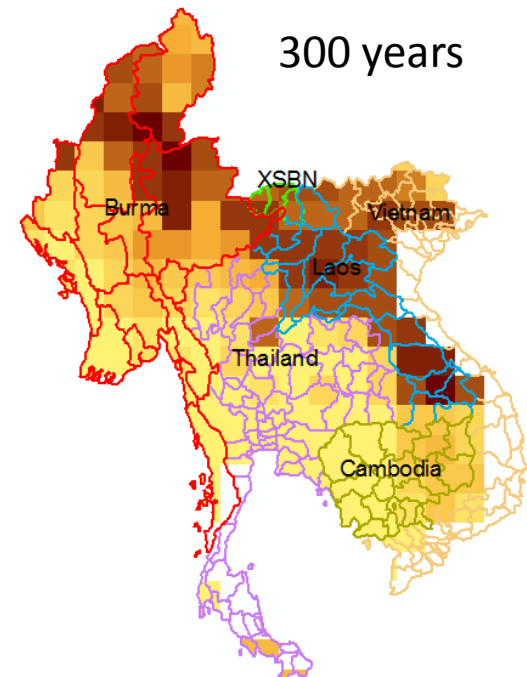 300 years
XSBN
Burma
Vietnam
Laos
Thailand
Cambodia